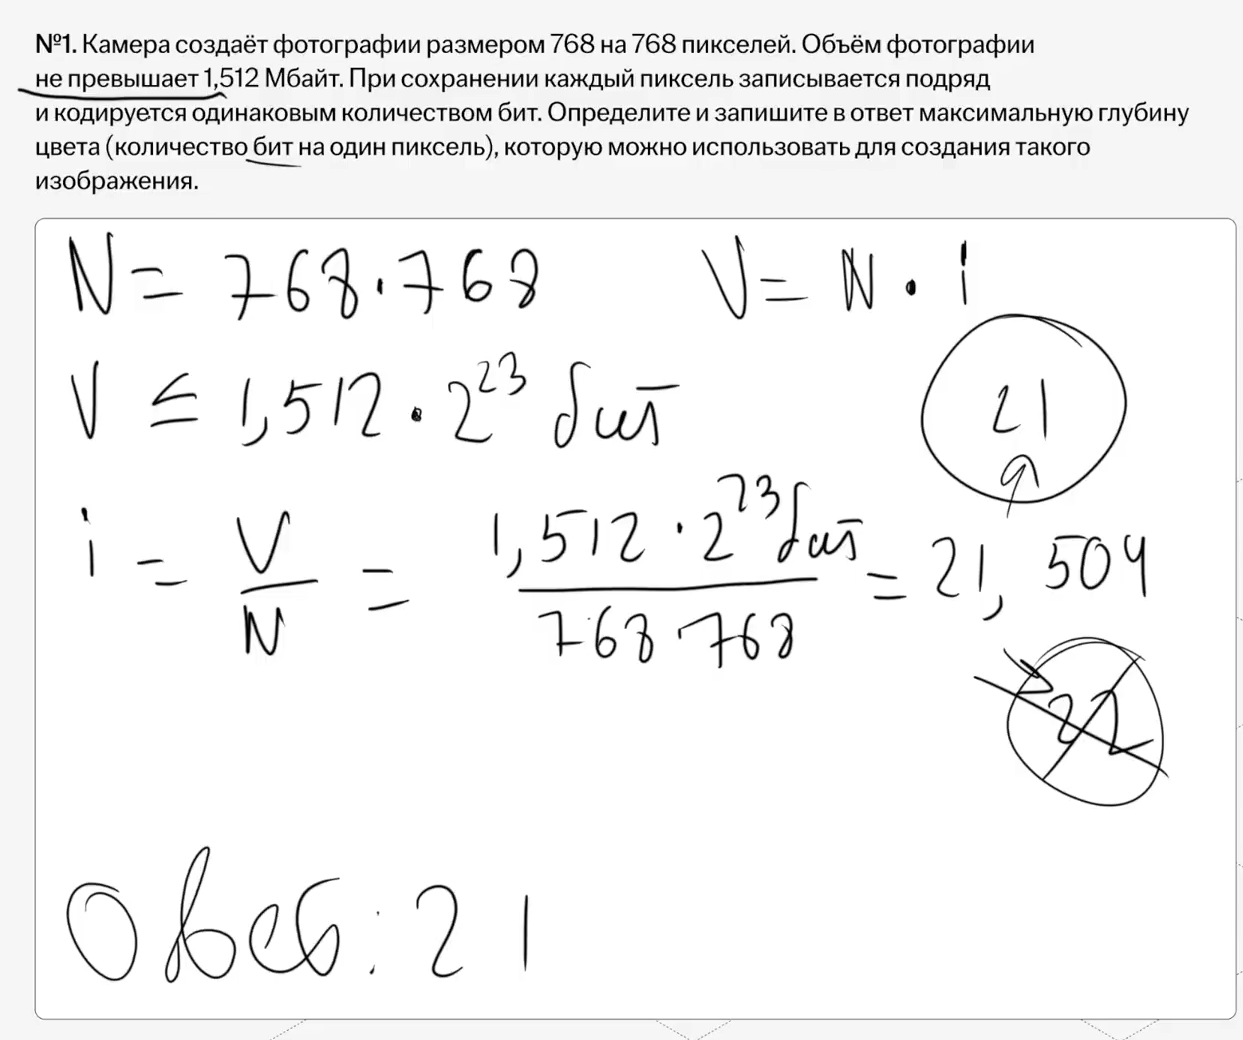 №1. Камера создаёт фотографии размером 768 на 768 пикселей. Объём фотографии
не превышает 1,512 Мбайт. При сохранении каждый пиксель записывается подряд
и кодируется одинаковым количеством бит. Определите и запишите в ответ максимальную глубину
цвета (количество бит на один пиксель), которую можно использовать для создания такого
изображения.
N = 768 · 768 V = N · i
V ≤ 1,512 · 2²³ бит
21
i = V/N = 1,512 · 2²³ бит / 768 · 768 = 21,504
22
Ответ: 21